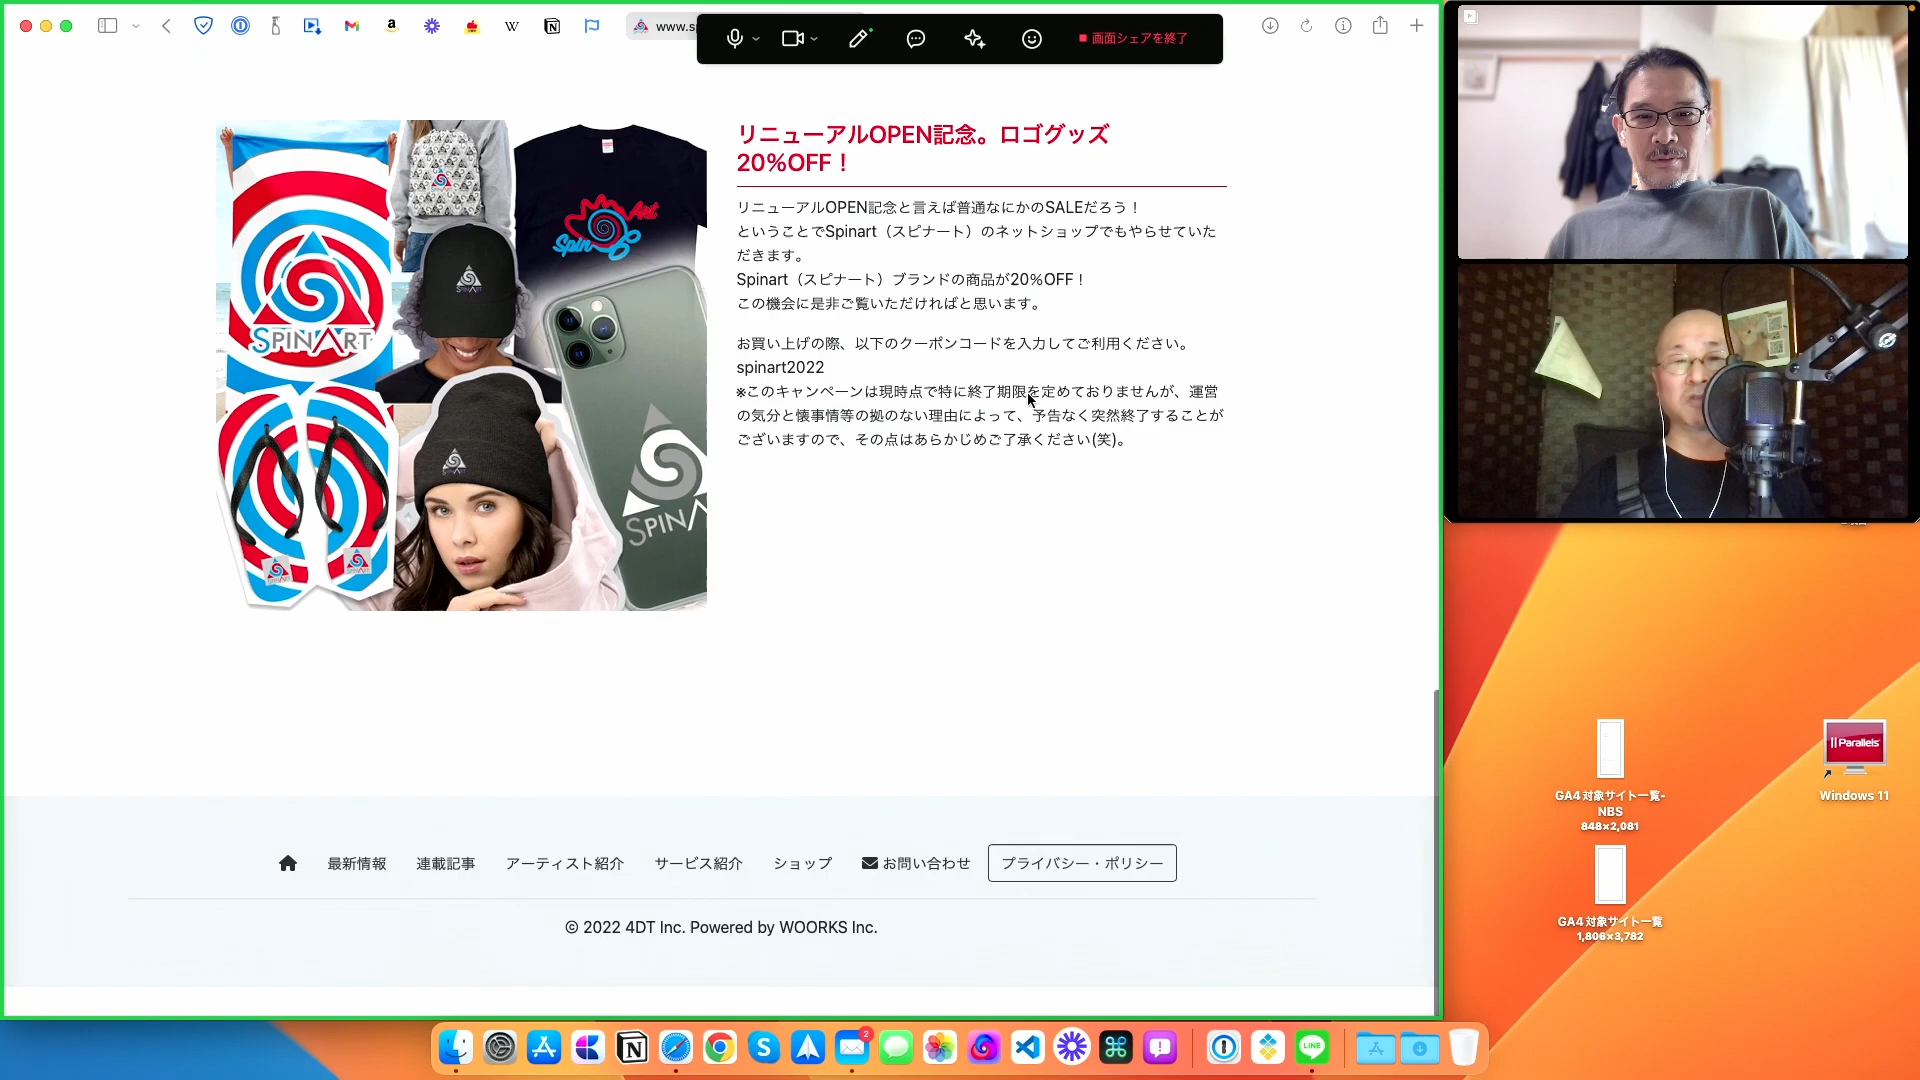 www.s
画面シェアを終了
リニューアルOPEN記念。ロゴグッズ
20%OFF！
リニューアルOPEN記念と言えば普通なにかのSALEだろう！
ということでSpinart（スピナート）のネットショップでもやらせていた
だきます。
Spinart（スピナート）ブランドの商品が20%OFF！
この機会に是非ご覧いただければと思います。
お買い上げの際、以下のクーポンコードを入力してご利用ください。
spinart2022
※このキャンペーンは現時点で特に終了期限を定めておりませんが、運営
の気分と懐事情等の拠のない理由によって、予告なく突然終了することが
ございますので、その点はあらかじめご了承ください(笑)。
SPINART
Spin Art
SPINART
SPINART
SPIN
最新情報
連載記事
アーティスト紹介
サービス紹介
ショップ
お問い合わせ
プライバシー・ポリシー
© 2022 4DT Inc. Powered by WOORKS Inc.
GA4 対象サイト一覧-
NBS
848×2,081
Parallels
Windows 11
GA4 対象サイト一覧
1,806×3,782
2
LINE